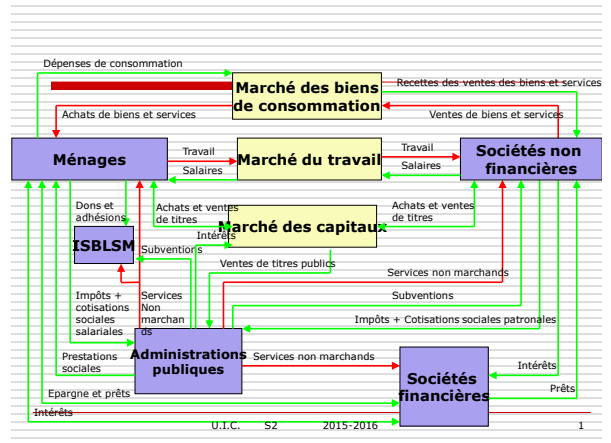 Dépenses de consommation
Marché des biens
de consommation
Recettes des ventes des biens et services
Achats de biens et services
Ventes de biens et services
Ménages
Travail
Salaires
Marché du travail
Travail
Salaires
Sociétés non
financières
Dons et
adhésions
Achats et ventes
de titres
Marché des capitaux
Achats et ventes
de titres
ISBLSM
Intérêts
Subventions
Ventes de titres publics
Services non marchands
Impôts +
cotisations
sociales
salariales
Services
Non
marchan
ds
Subventions
Impôts + Cotisations sociales patronales
Administrations
publiques
Prestations
sociales
Services non marchands
Sociétés
financières
Intérêts
Prêts
Epargne et prêts
Intérêts
U.I.C. S2 2015-2016 1